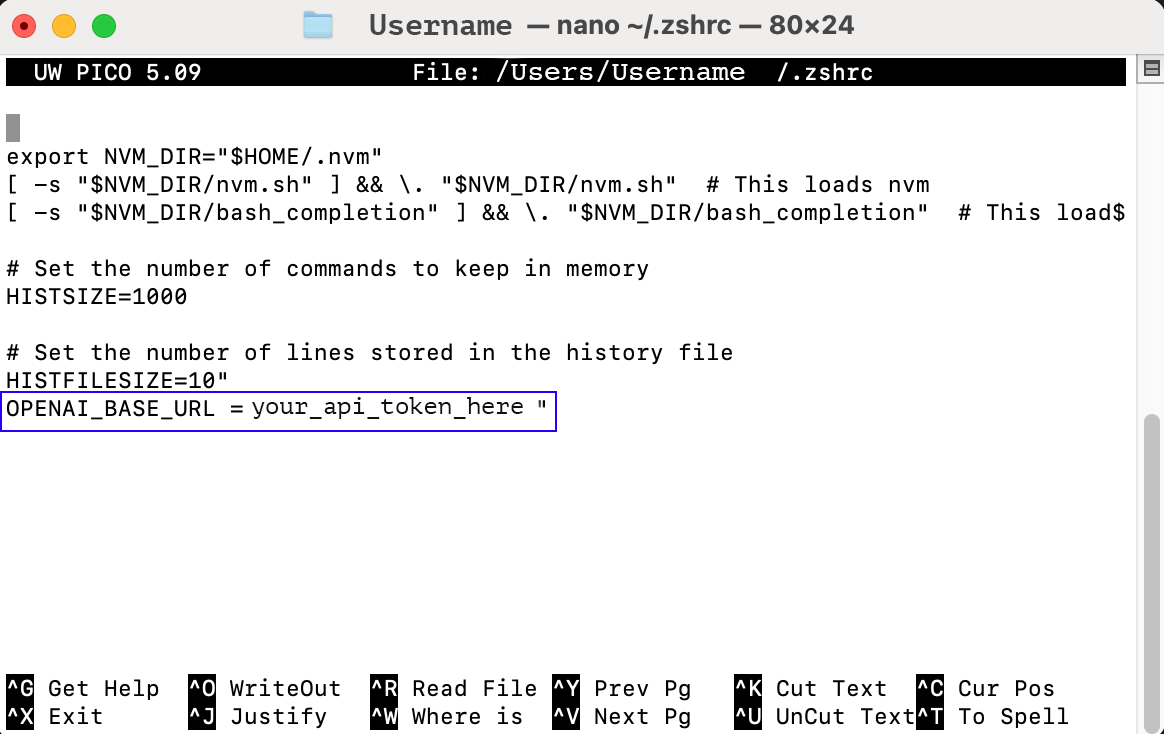 Username — nano ~/.zshrc — 80×24
UW PICO 5.09 File: /Users/Username /.zshrc
export NVM_DIR="$HOME/.nvm"
[ -s "$NVM_DIR/nvm.sh" ] && \. "$NVM_DIR/nvm.sh"  # This loads nvm
[ -s "$NVM_DIR/bash_completion" ] && \. "$NVM_DIR/bash_completion"  # This load$
# Set the number of commands to keep in memory
HISTSIZE=1000
# Set the number of lines stored in the history file
HISTFILESIZE=10"
OPENAI_BASE_URL = your_api_token_here "
^G Get Help ^O WriteOut ^R Read File ^Y Prev Pg ^K Cut Text ^C Cur Pos
^X Exit ^J Justify ^W Where is ^V Next Pg ^U UnCut Text ^T To Spell